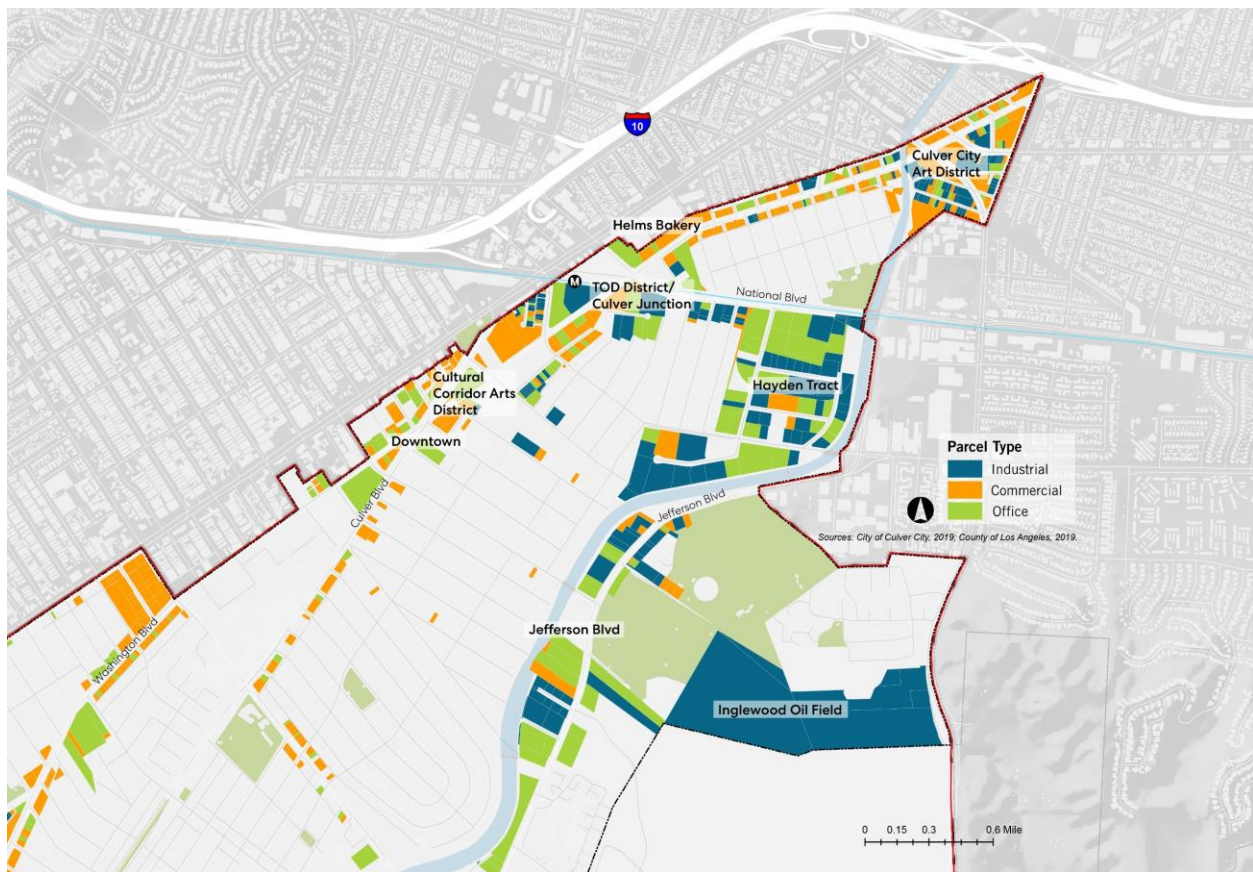 10
Culver City
Art District
Helms Bakery
M
TOD District/
Culver Junction
National Blvd
Hayden Tract
Cultural
Corridor Arts
District
Downtown
Culver Blvd
Parcel Type
Industrial
Commercial
Office
Jefferson Blvd
Sources: City of Culver City, 2019; County of Los Angeles, 2019.
Jefferson Blvd
Washington Blvd
Inglewood Oil Field
0 0.15 0.3 0.6 Mile